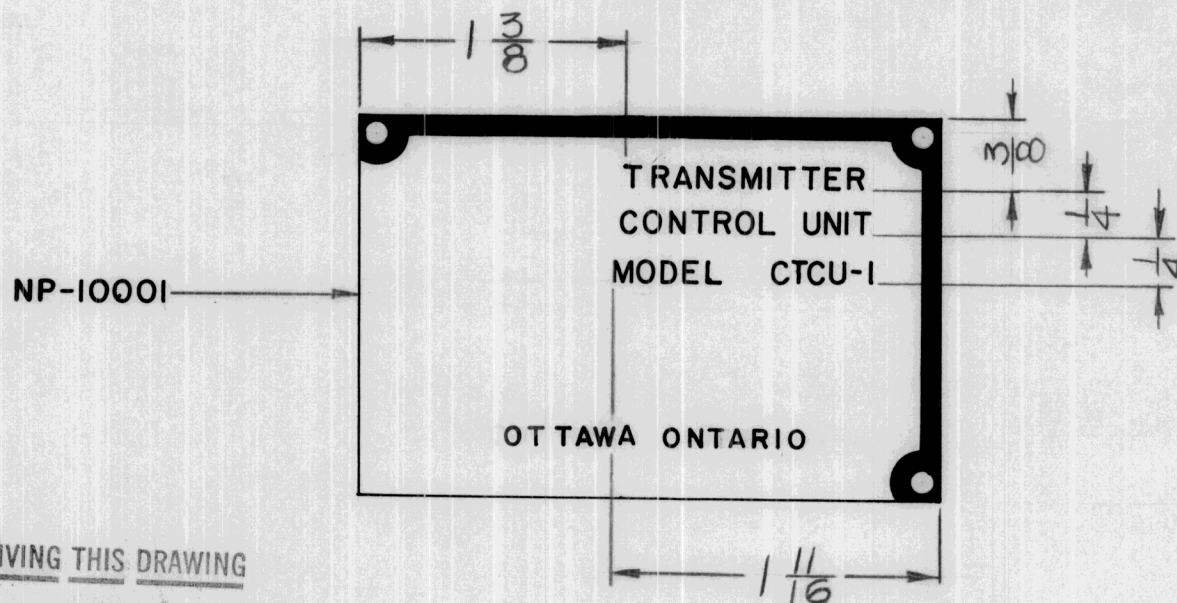 1 3/8
TRANSMITTER
3/8
CONTROL UNIT
1/4
MODEL CTCU-1
1/4
NP-10001
OTTAWA ONTARIO
THIS DRAWING
1 11/16